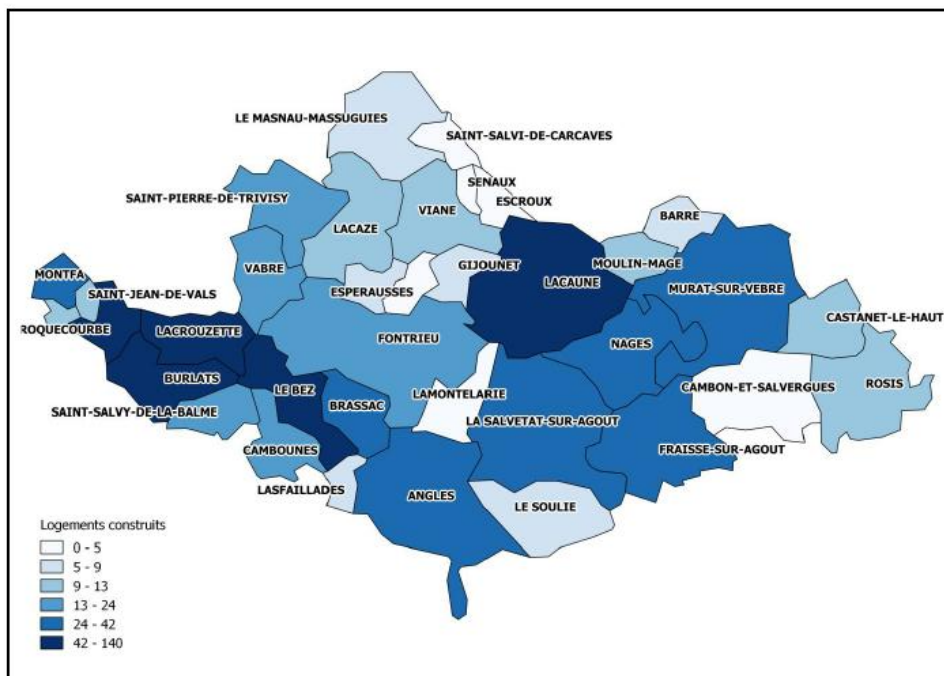 LE MASNAU-MASSUGUIES
SAINT-SALVI-DE-CARCAVES
SENAUX
SAINT-PIERRE-DE-TRIVISY
ESCROUX
VIANE
BARRE
LACAZE
GIJOUNET
MOULIN-MAGE
VABRE
MONTFA
LACAUNE
MURAT-SUR-VEBRE
ESPERAUSSES
SAINT-JEAN-DE-VALS
CASTANET-LE-HAUT
ROQUECOURBE
LACROUZETTE
FONTRIEU
NAGES
BURLATS
LE BEZ
CAMBON-ET-SALVERGUES
ROSIS
LAMONTELARIE
BRASSAC
SAINT-SALVY-DE-LA-BALME
LA SALVETAT-SUR-AGOUT
CAMBOUNES
FRAISSE-SUR-AGOUT
LASFAILLADES
ANGLES
LE SOULIE
Logements construits
0 - 5
5 - 9
9 - 13
13 - 24
24 - 42
42 - 140